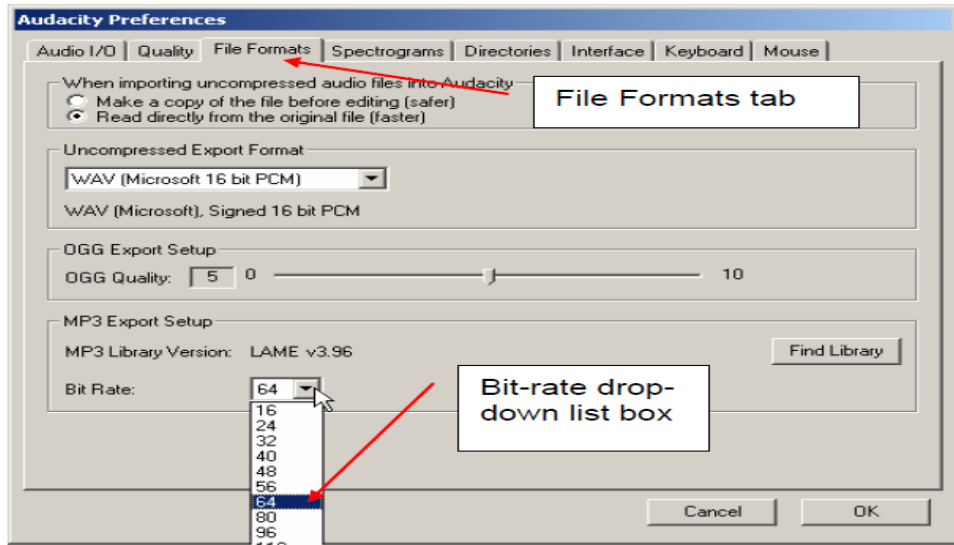 Audacity Preferences
Audio I/O Quality File Formats Spectrograms Directories Interface Keyboard Mouse
When importing uncompressed audio files into Audacity
Make a copy of the file before editing (safer)
Read directly from the original file (faster)
File Formats tab
Uncompressed Export Format
WAV (Microsoft 16 bit PCM)
WAV (Microsoft), Signed 16 bit PCM
OGG Export Setup
OGG Quality: 5 0 10
MP3 Export Setup
MP3 Library Version: LAME v3.96 Find Library
Bit Rate: 64
Bit-rate drop-
down list box
16
24
32
40
48
56
64
80
96
Cancel OK